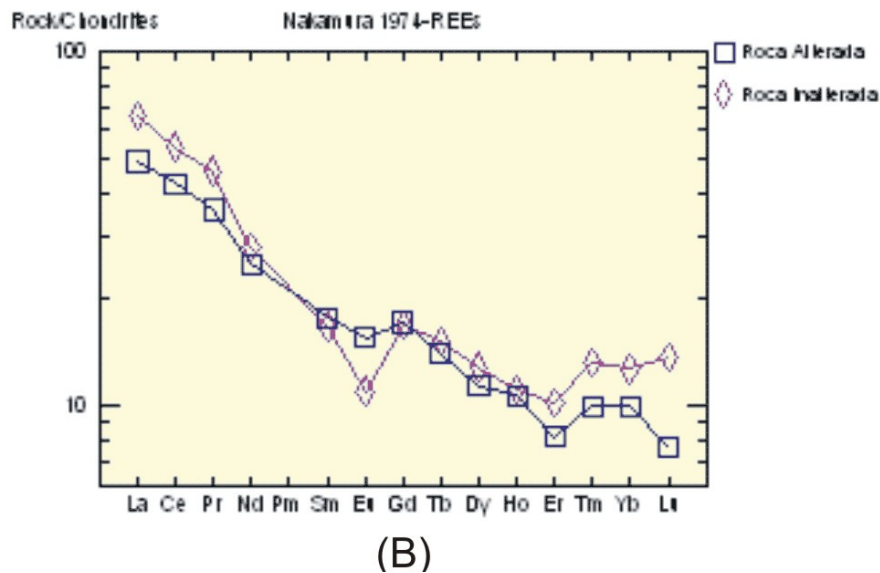 Rock/Chondrites
Nakamura 1974-REEs
100
Roca Alterada
Roca Inalterada
10
La Ce Pr Nd Pm Sm Eu Gd Tb Dy Ho Er Tm Yb Lu
(B)